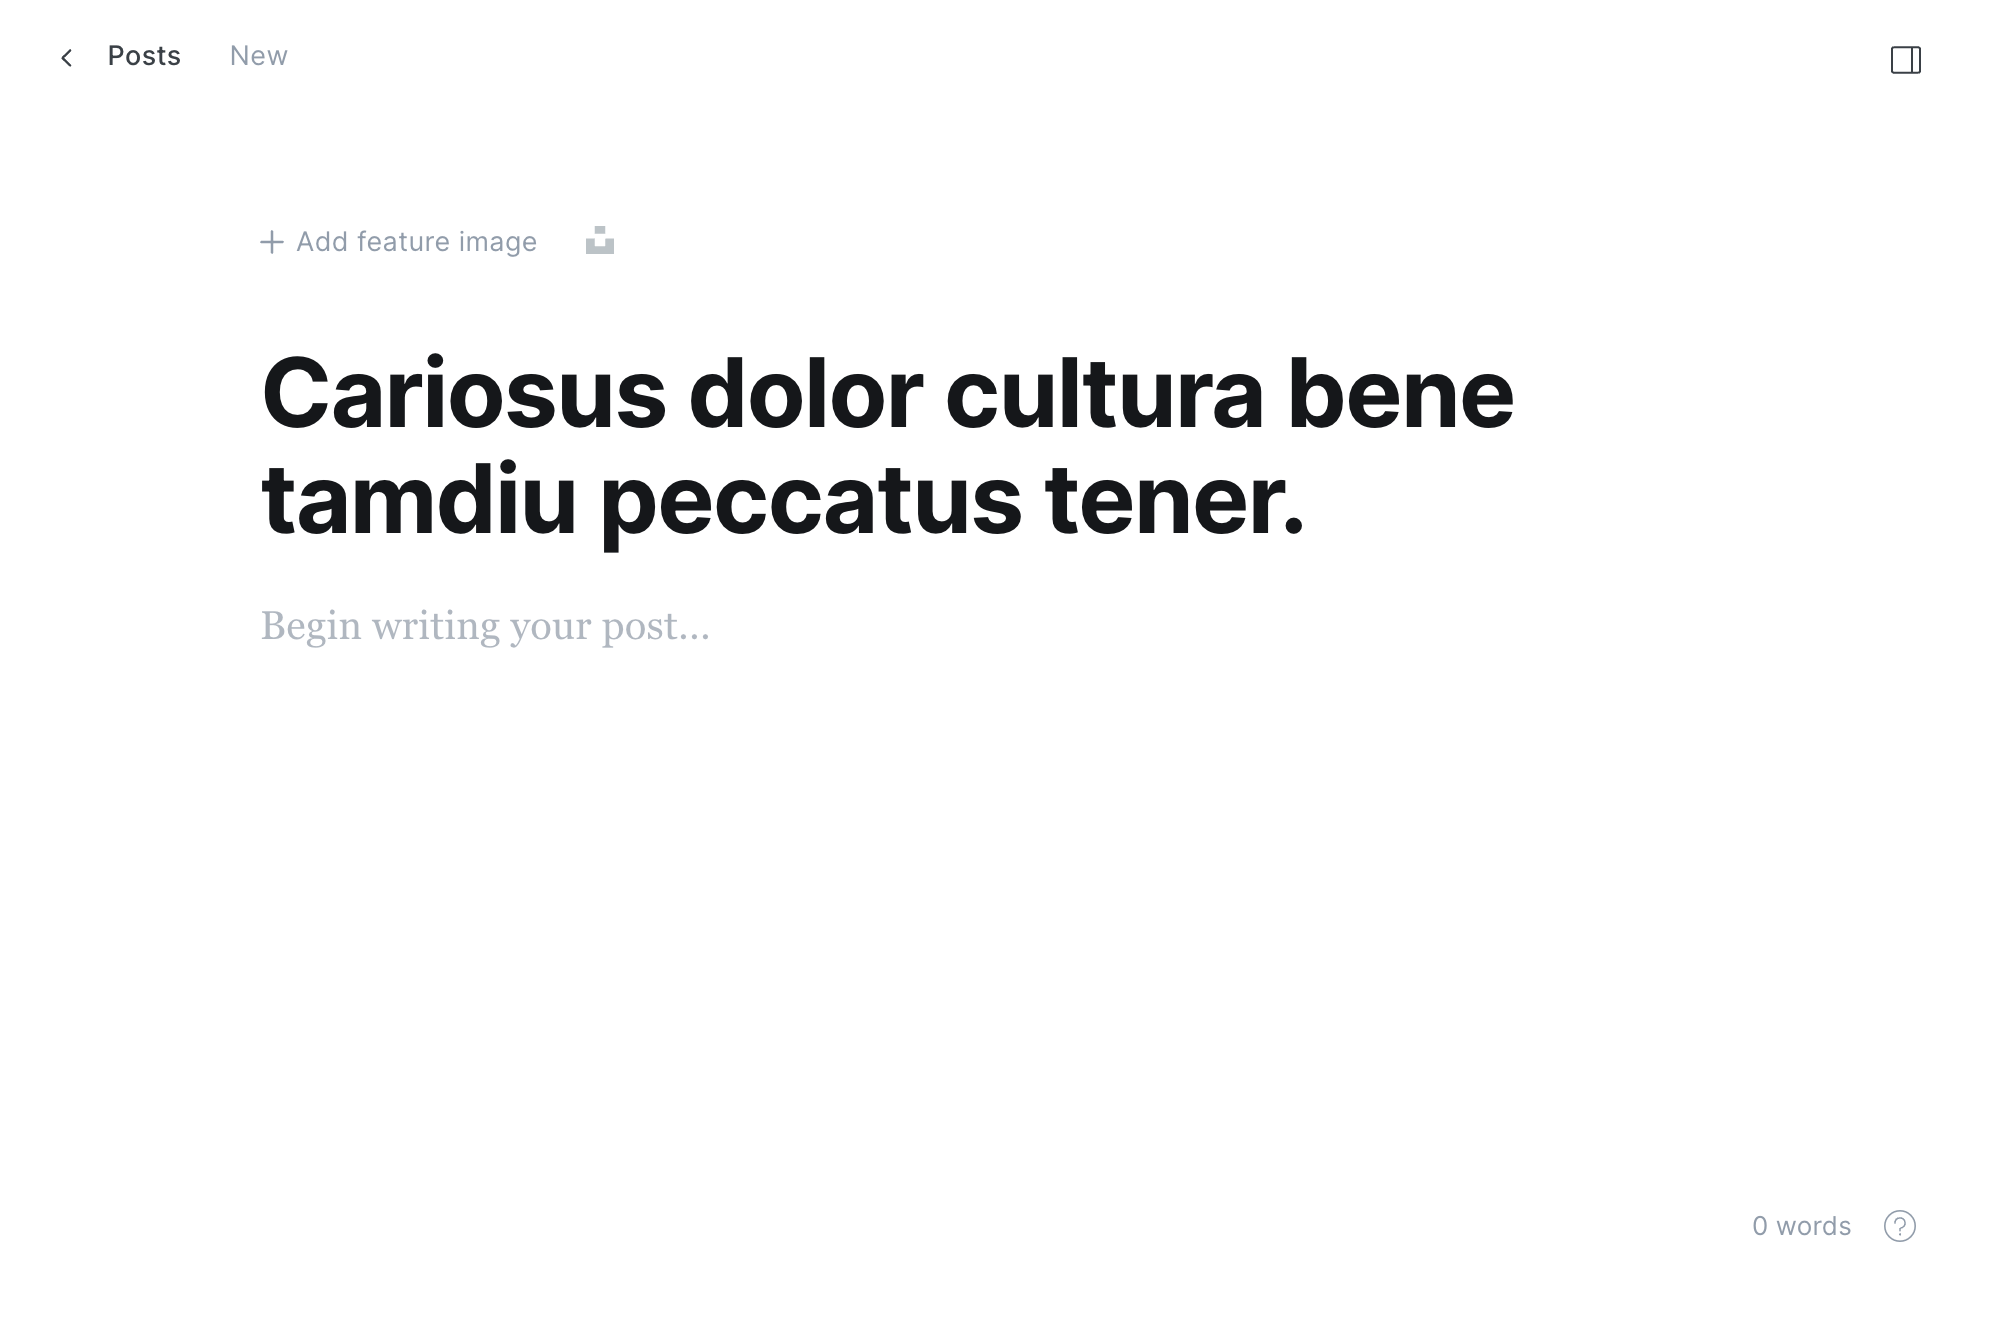 Posts New
+ Add feature image
Cariosus dolor cultura bene
tamdiu peccatus tener.
Begin writing your post...
0 words ?